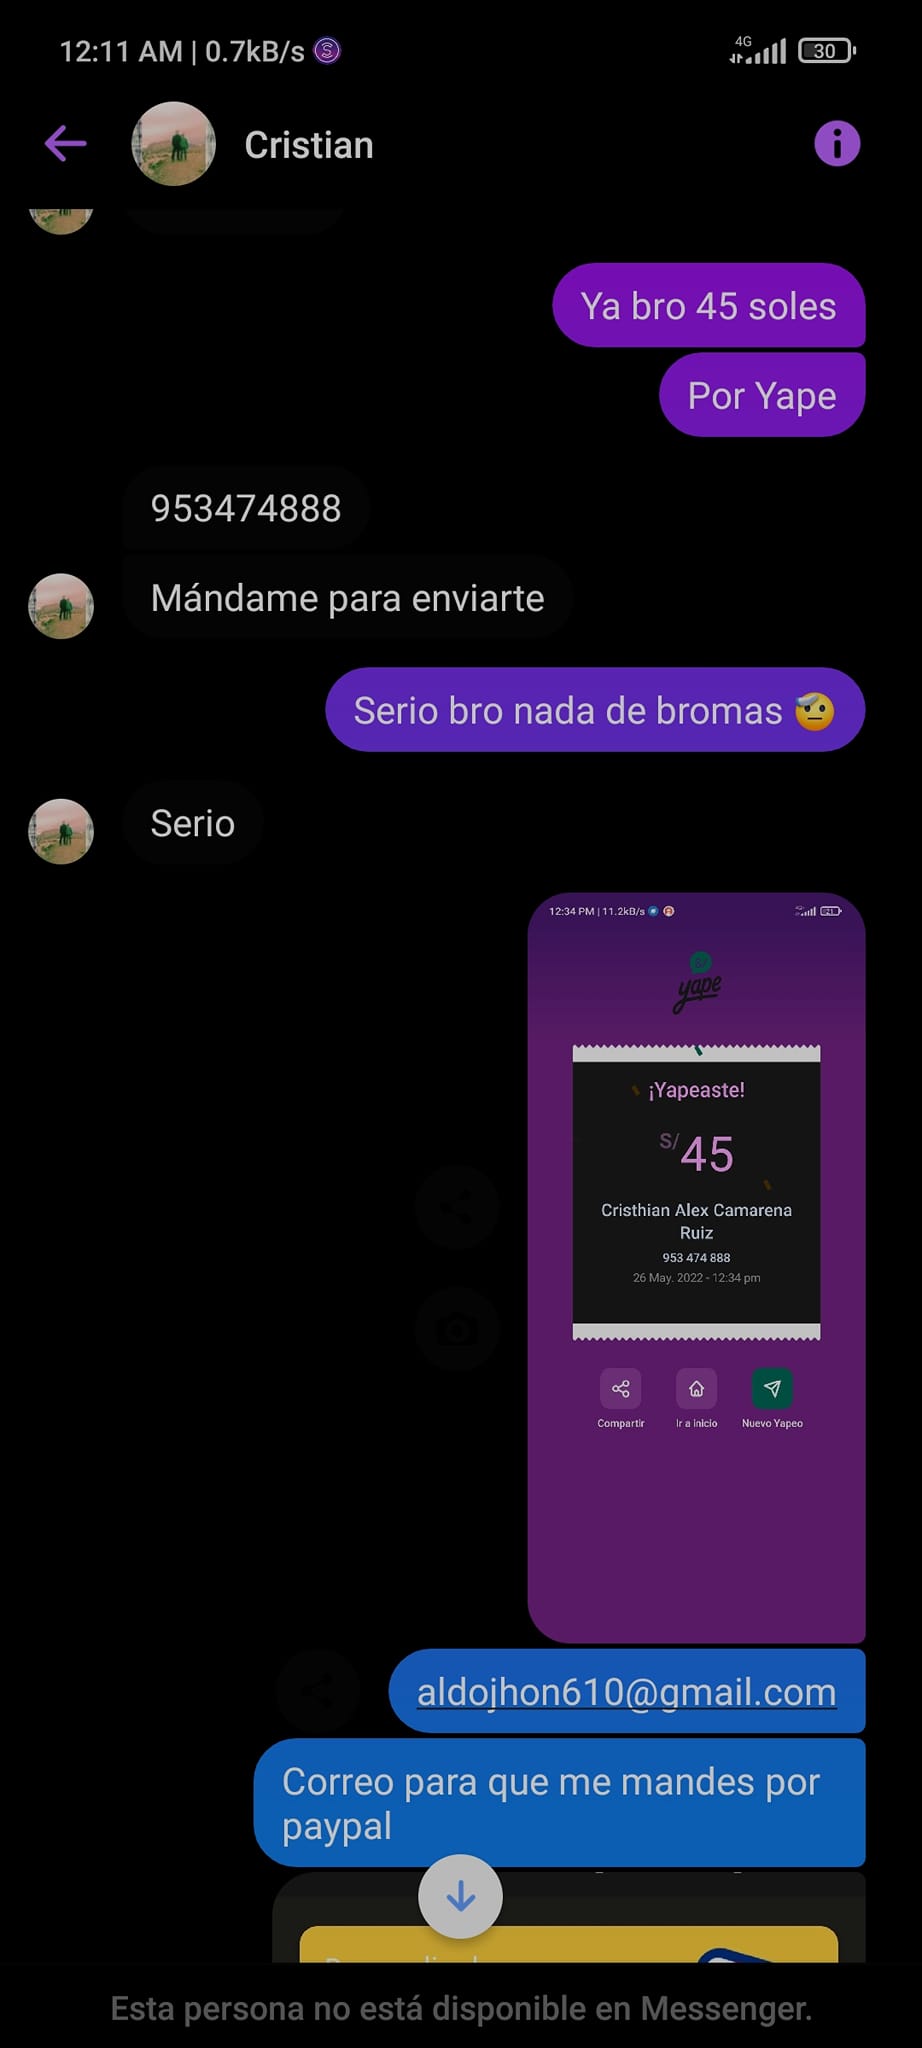 12:11 AM | 0.7kB/s
4G
30
Cristian
Ya bro 45 soles
Por Yape
953474888
Mándame para enviarte
Serio bro nada de bromas
Serio
12:34 PM | 11.2kB/s
21
S/
yape
¡Yapeaste!
S/ 45
Cristhian Alex Camarena
Ruiz
953 474 888
26 May. 2022 - 12:34 pm
Compartir
Ir a inicio
Nuevo Yapeo
aldojhon610@gmail.com
Correo para que me mandes por
paypal
Esta persona no está disponible en Messenger.